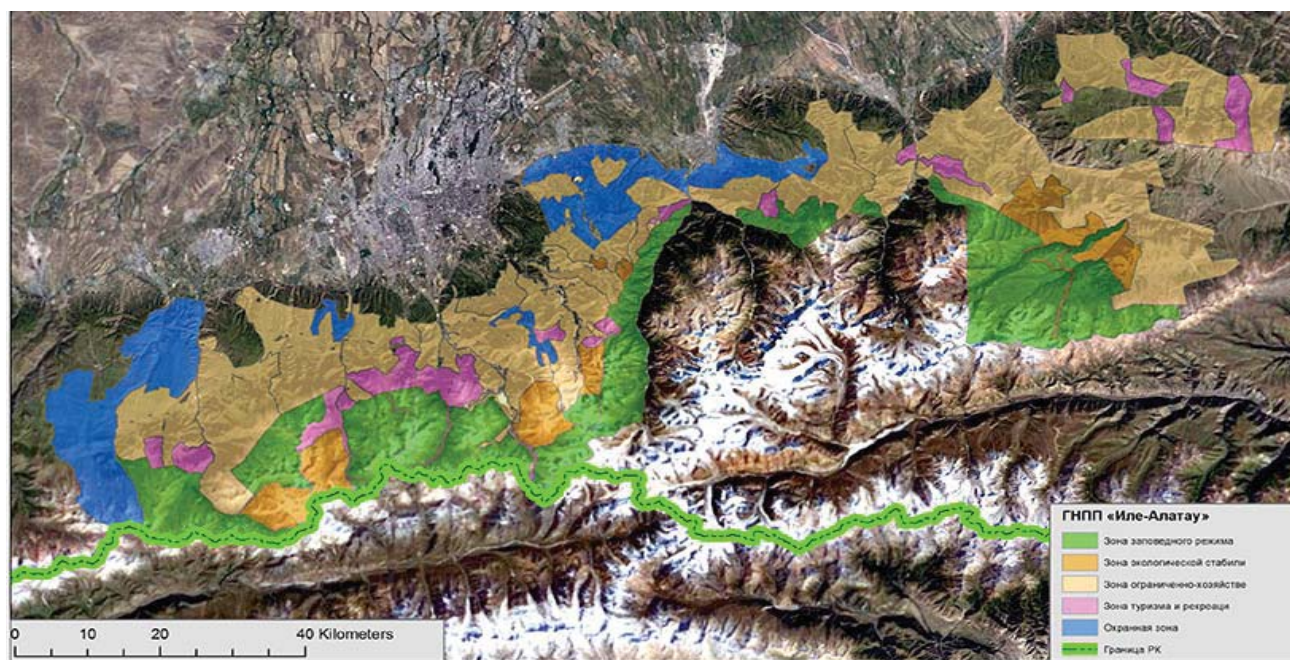 ГНПП «Иле-Алатау»
Зона заповедного режима
Зона экологической стабили
Зона ограниченно-хозяйстве
Зона туризма и рекроаци
Охранная зона
Граница РК
0 10 20 40 Kilometers